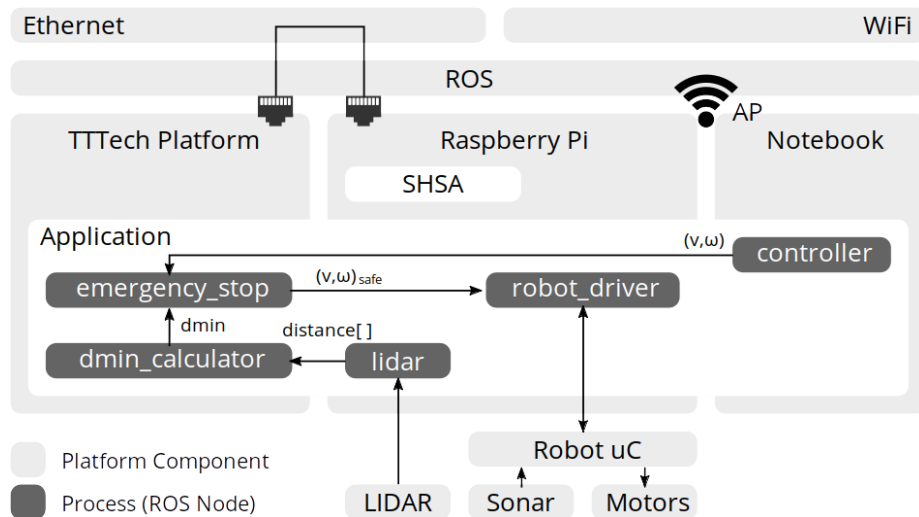 Ethernet
WiFi
ROS
AP
TTTech Platform
Raspberry Pi
Notebook
SHSA
Application
(v,ω)
controller
emergency_stop
(v,ω)safe
robot_driver
dmin
distance[ ]
dmin_calculator
lidar
Robot uC
Platform Component
LIDAR
Sonar
Motors
Process (ROS Node)